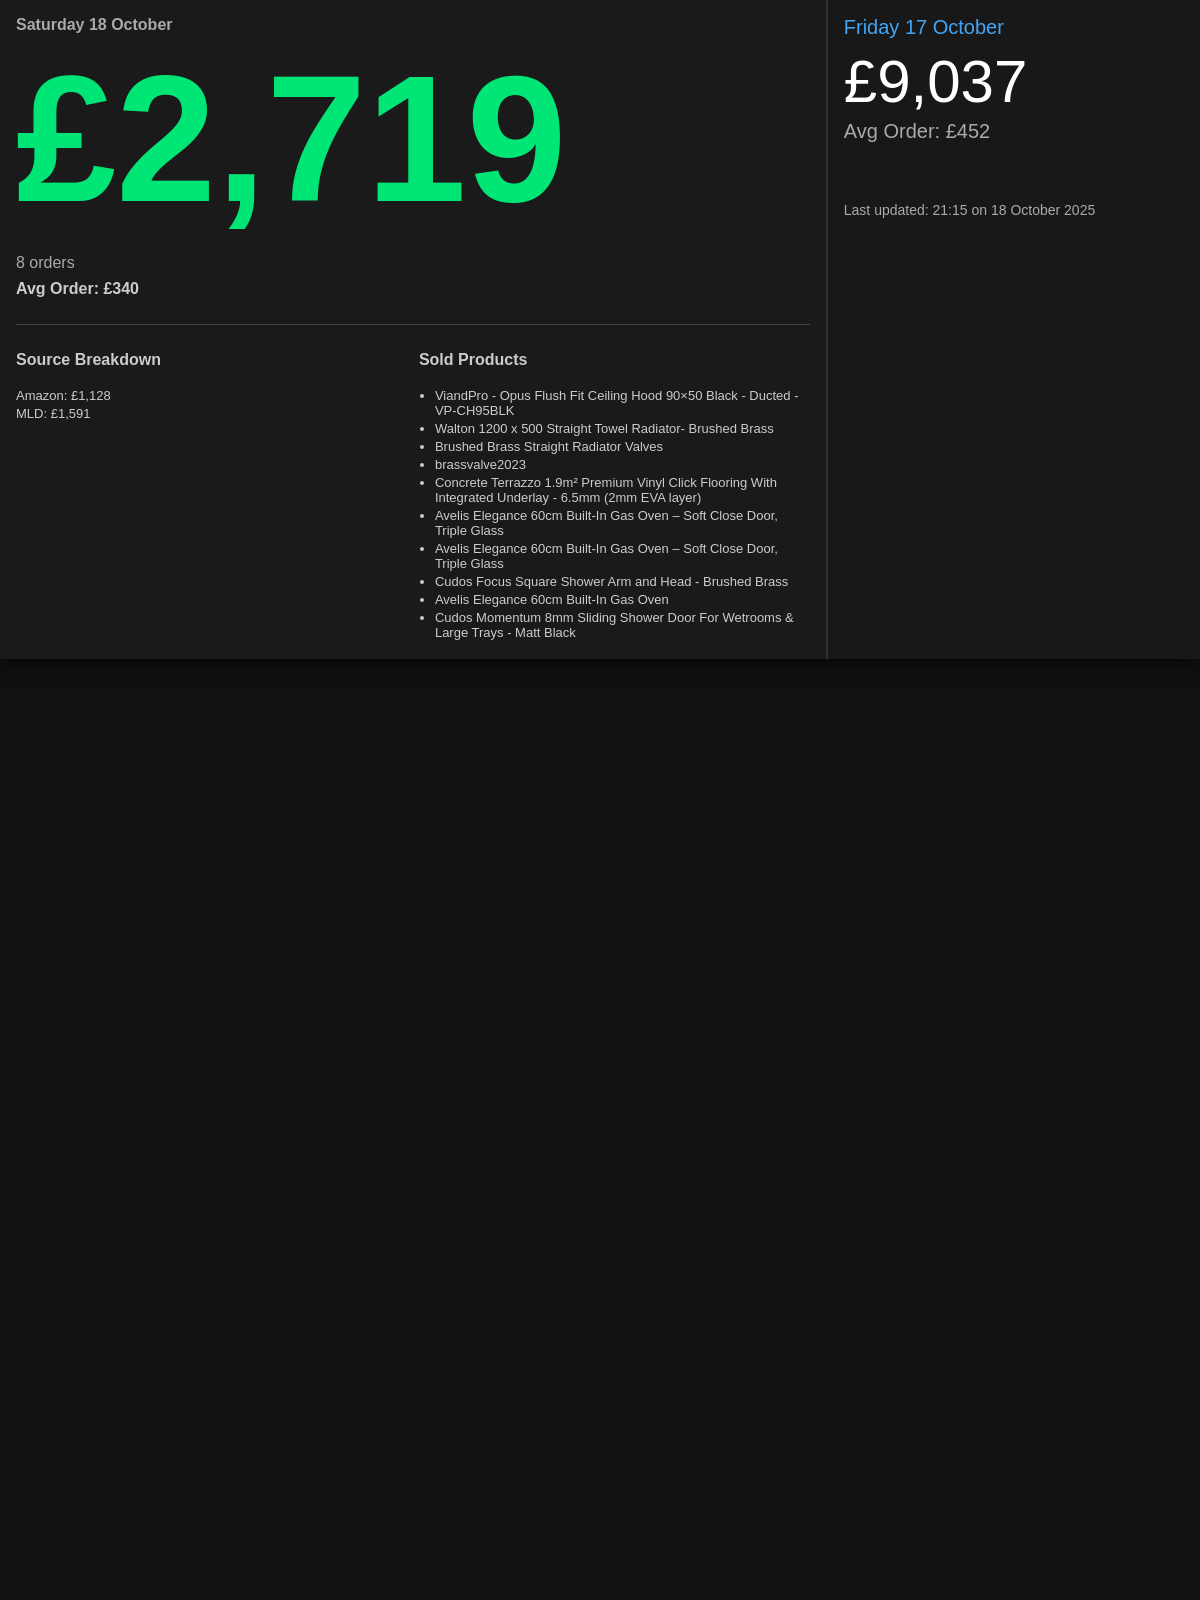 Saturday 18 October
£2,719
8 orders
Avg Order: £340
Source Breakdown
Amazon: £1,128
MLD: £1,591
Sold Products
• ViandPro - Opus Flush Fit Ceiling Hood 90×50 Black - Ducted -
VP-CH95BLK
• Walton 1200 x 500 Straight Towel Radiator- Brushed Brass
• Brushed Brass Straight Radiator Valves
• brassvalve2023
• Concrete Terrazzo 1.9m² Premium Vinyl Click Flooring With
Integrated Underlay - 6.5mm (2mm EVA layer)
• Avelis Elegance 60cm Built-In Gas Oven – Soft Close Door,
Triple Glass
• Avelis Elegance 60cm Built-In Gas Oven – Soft Close Door,
Triple Glass
• Cudos Focus Square Shower Arm and Head - Brushed Brass
• Avelis Elegance 60cm Built-In Gas Oven
• Cudos Momentum 8mm Sliding Shower Door For Wetrooms &
Large Trays - Matt Black
Friday 17 October
£9,037
Avg Order: £452
Last updated: 21:15 on 18 October 2025